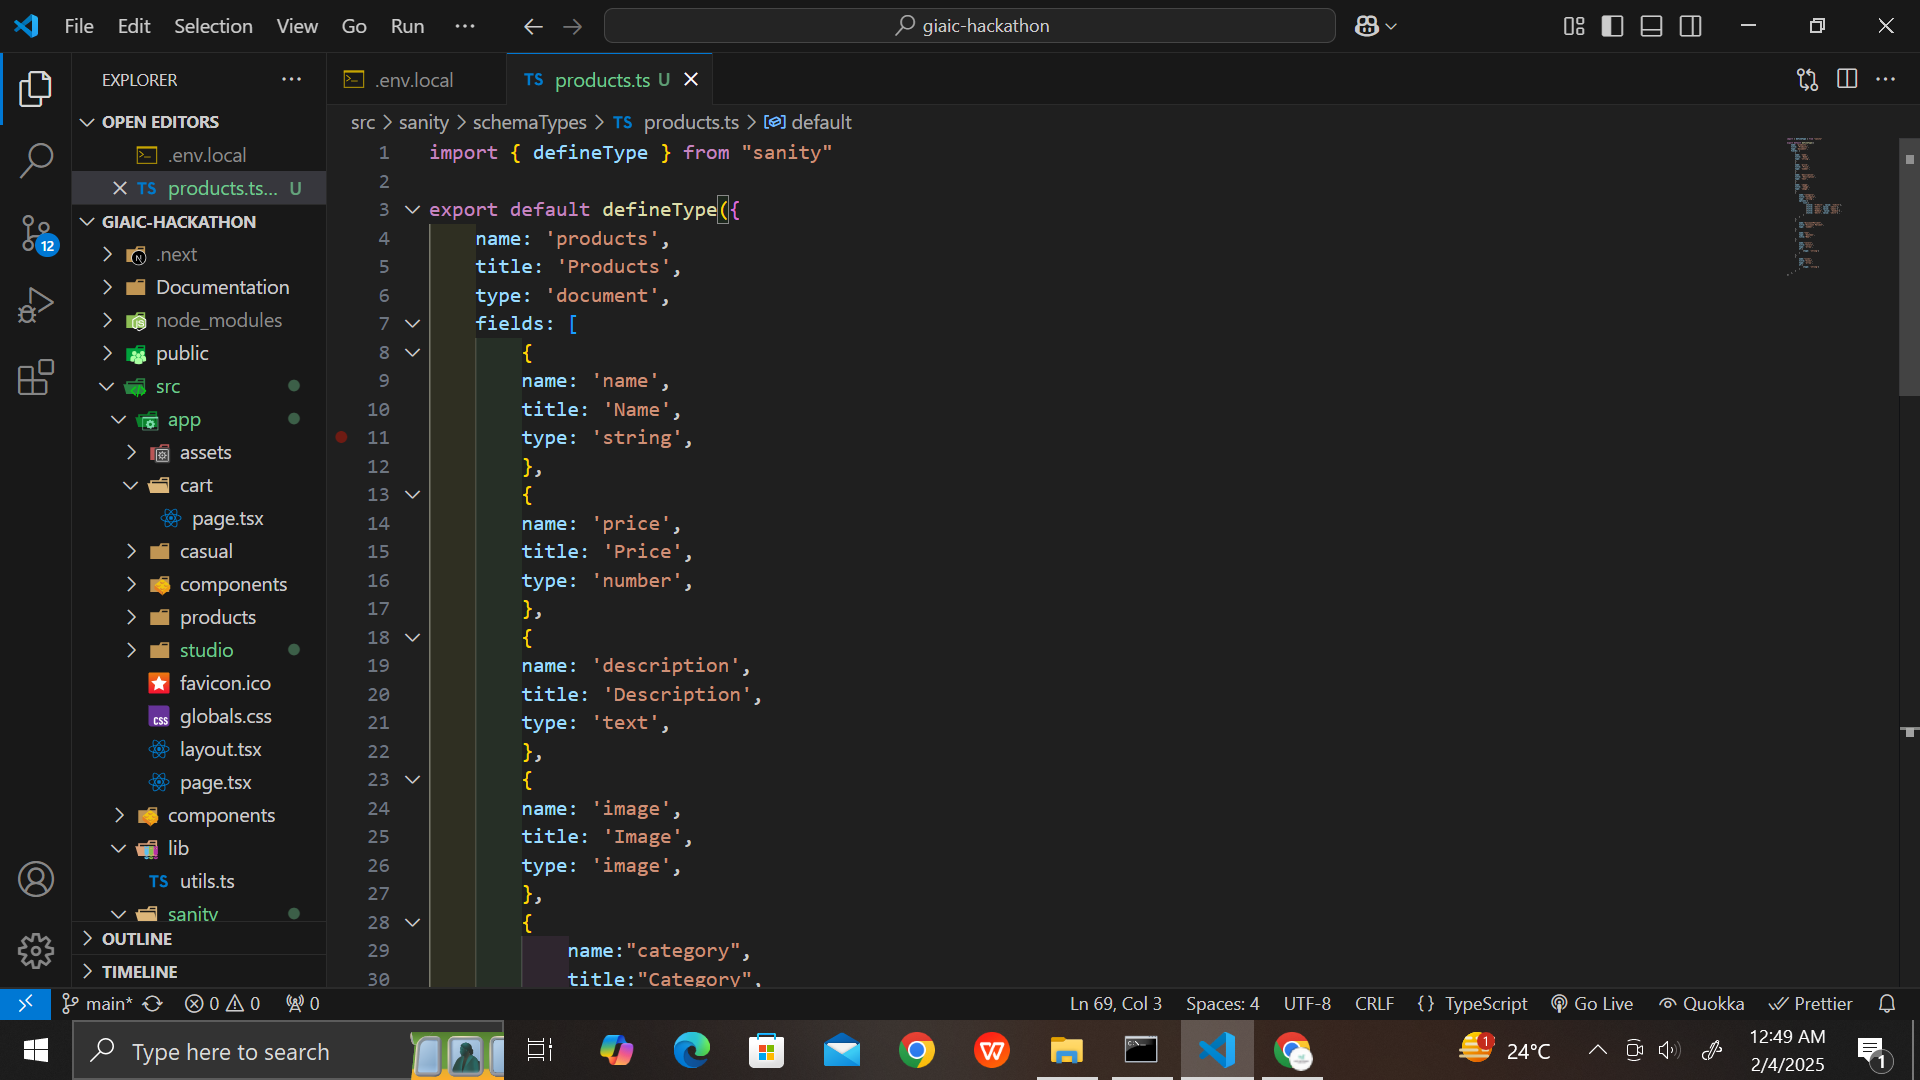 File Edit Selection View Go Run ···
giaic-hackathon
EXPLORER
OPEN EDITORS
.env.local
products.ts... U
GIAIC-HACKATHON
.next
Documentation
node_modules
public
src
app
assets
cart
page.tsx
casual
components
products
studio
favicon.ico
globals.css
layout.tsx
page.tsx
components
lib
TS utils.ts
sanity
OUTLINE
TIMELINE
12
.env.local
TS products.ts U
src > sanity > schemaTypes > TS products.ts > default
1 import { defineType } from "sanity"
2
3 export default defineType({
4 name: 'products',
5 title: 'Products',
6 type: 'document',
7 fields: [
8 {
9 name: 'name',
10 title: 'Name',
11 type: 'string',
12 },
13 {
14 name: 'price',
15 title: 'Price',
16 type: 'number',
17 },
18 {
19 name: 'description',
20 title: 'Description',
21 type: 'text',
22 },
23 {
24 name: 'image',
25 title: 'Image',
26 type: 'image',
27 },
28 {
29 name:"category",
30 title:"Category",
main* 0 0 0 Ln 69, Col 3 Spaces: 4 UTF-8 CRLF {} TypeScript Go Live Quokka Prettier
Type here to search
1 24°C
12:49 AM
2/4/2025
1